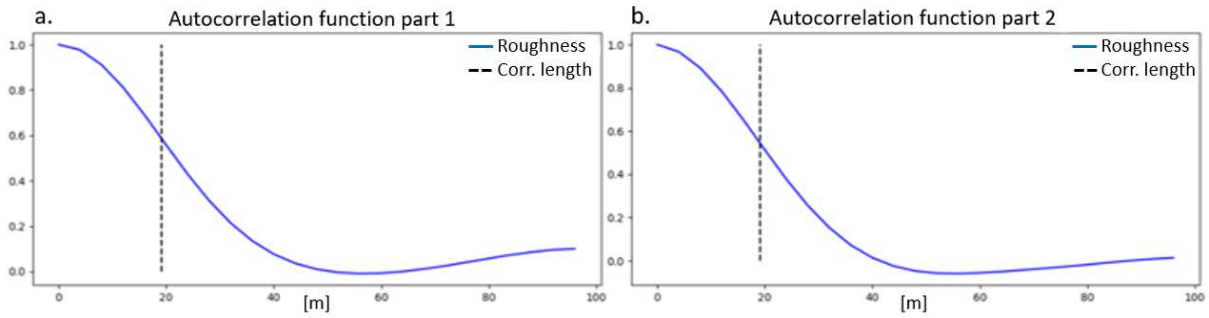 a.
Autocorrelation function part 1
Roughness
Corr. length
1.0
0.8
0.6
0.4
0.2
0.0
0 20 40 60 80 100
[m]
b.
Autocorrelation function part 2
Roughness
Corr. length
1.0
0.8
0.6
0.4
0.2
0.0
0 20 40 60 80 100
[m]